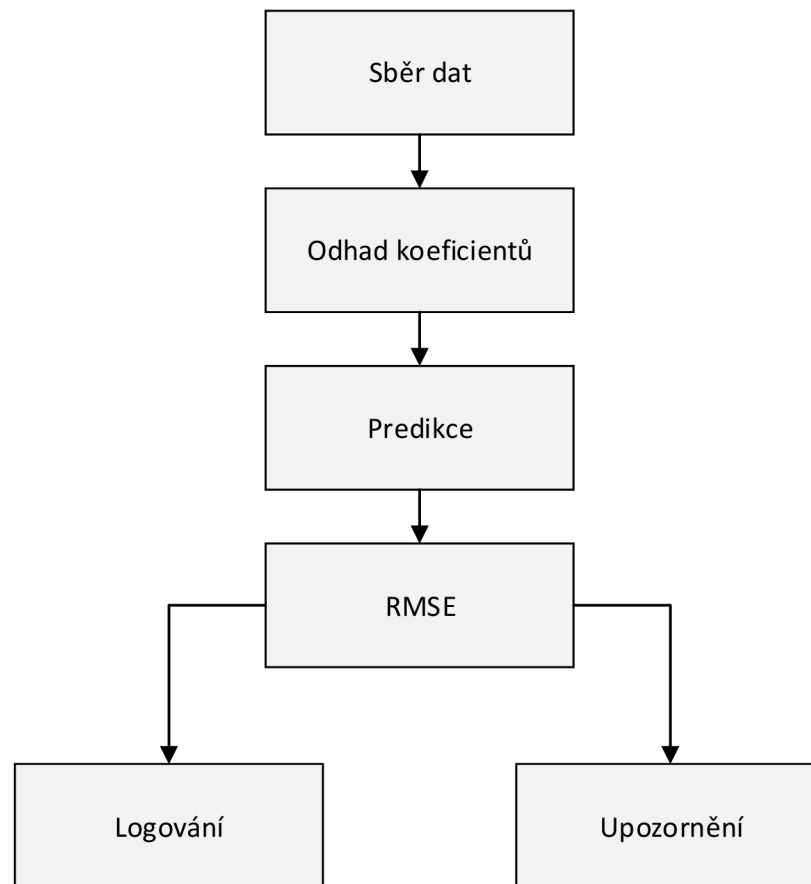 Sběr dat
Odhad koeficientů
Predikce
RMSE
Logování
Upozornění